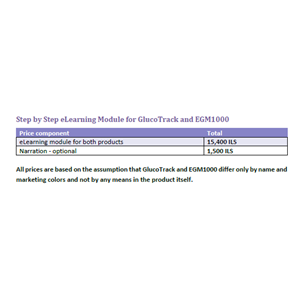 Step by Step eLearning Module for GlucoTrack and EGM1000
Price component Total
eLearning module for both products 15,400 ILS
Narration - optional 1,500 ILS
All prices are based on the assumption that GlucoTrack and EGM1000 differ only by name and
marketing colors and not by any means in the product itself.